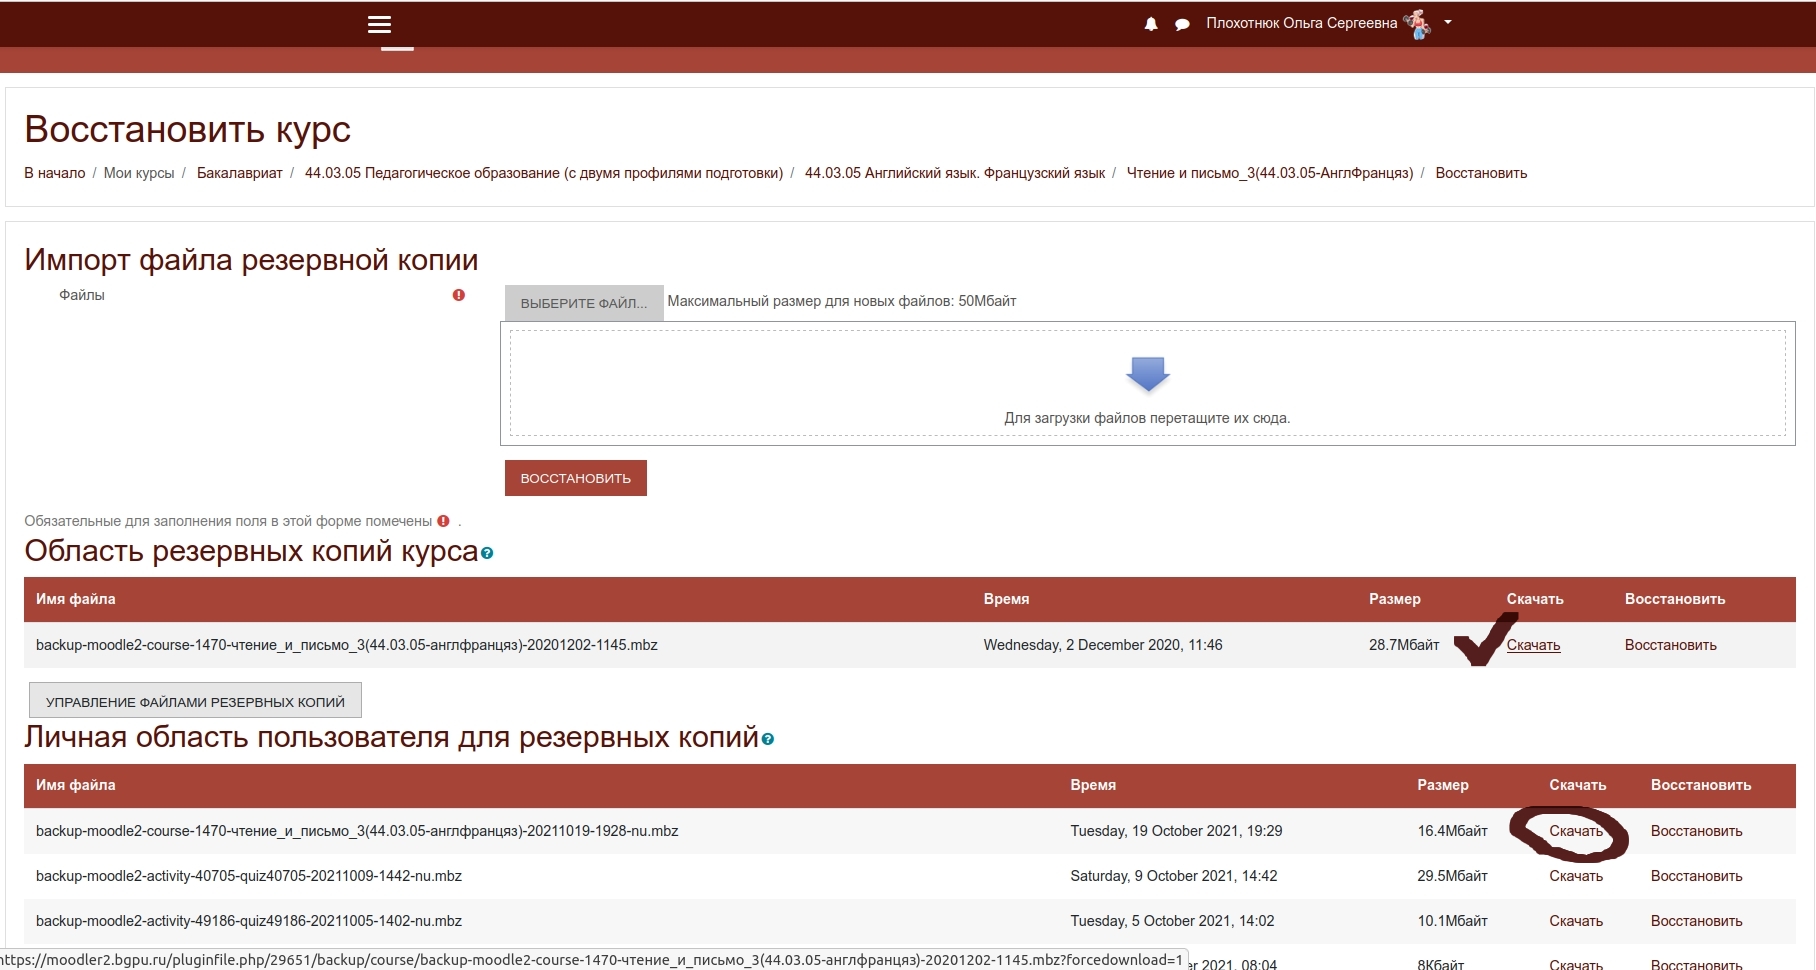 Плохотнюк Ольга Сергеевна
Восстановить курс
В начало / Мои курсы / Бакалавриат / 44.03.05 Педагогическое образование (с двумя профилями подготовки) / 44.03.05 Английский язык. Французский язык / Чтение и письмо_3(44.03.05-АнглФранцяз) / Восстановить
Импорт файла резервной копии
Файлы
ВЫБЕРИТЕ ФАЙЛ... Максимальный размер для новых файлов: 50Мбайт
Для загрузки файлов перетащите их сюда.
ВОССТАНОВИТЬ
Обязательные для заполнения поля в этой форме помечены .
Область резервных копий курса
Имя файла Время Размер Скачать Восстановить
backup-moodle2-course-1470-чтение_и_письмо_3(44.03.05-англфранцяз)-20201202-1145.mbz Wednesday, 2 December 2020, 11:46 28.7Мбайт Скачать Восстановить
УПРАВЛЕНИЕ ФАЙЛАМИ РЕЗЕРВНЫХ КОПИЙ
Личная область пользователя для резервных копий
Имя файла Время Размер Скачать Восстановить
backup-moodle2-course-1470-чтение_и_письмо_3(44.03.05-англфранцяз)-20211019-1928-nu.mbz Tuesday, 19 October 2021, 19:29 16.4Мбайт Скачать Восстановить
backup-moodle2-activity-40705-quiz40705-20211009-1442-nu.mbz Saturday, 9 October 2021, 14:42 29.5Мбайт Скачать Восстановить
backup-moodle2-activity-49186-quiz49186-20211005-1402-nu.mbz Tuesday, 5 October 2021, 14:02 10.1Мбайт Скачать Восстановить
https://moodler2.bgpu.ru/pluginfile.php/29651/backup/course/backup-moodle2-course-1470-чтение_и_письмо_3(44.03.05-англфранцяз)-20201202-1145.mbz?forcedownload=1 er 2021, 08:04 8Кбайт Скачать Восстановить